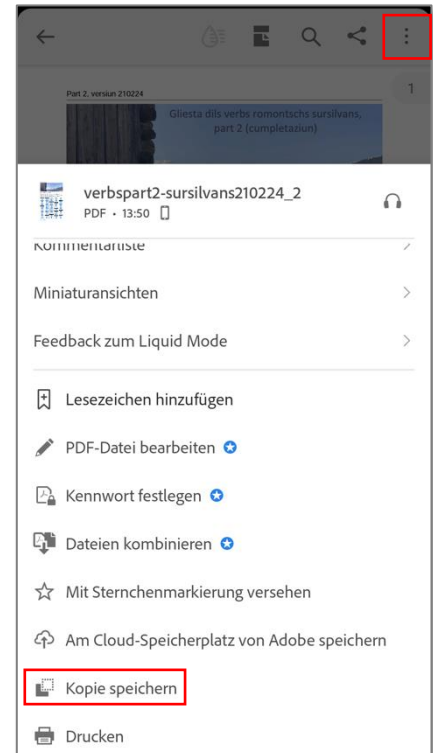 Part 2, versiun 210224
1
Gliesta dils verbs romontschs sursilvans,
part 2 (cumpletaziun)
verbspart2-sursilvans210224_2
PDF • 13:50
Kommentarliste
Miniaturansichten
Feedback zum Liquid Mode
Lesezeichen hinzufügen
PDF-Datei bearbeiten
Kennwort festlegen
Dateien kombinieren
Mit Sternchenmarkierung versehen
Am Cloud-Speicherplatz von Adobe speichern
Kopie speichern
Drucken